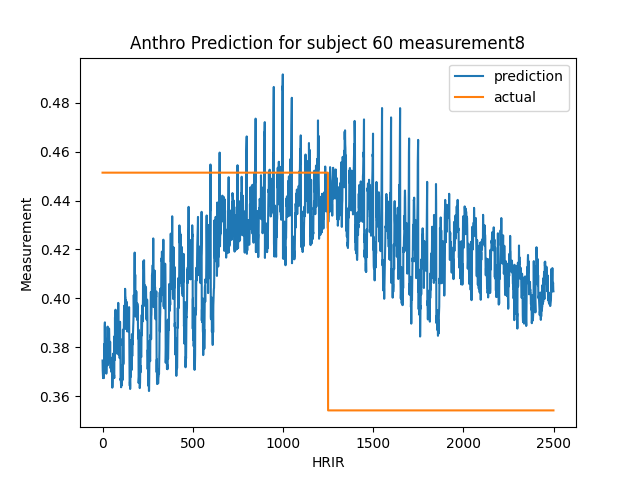 Anthro Prediction for subject 60 measurement8
prediction
actual
0.48
0.46
0.44
0.42
0.40
0.38
0.36
Measurement
0
500
1000
1500
2000
2500
HRIR